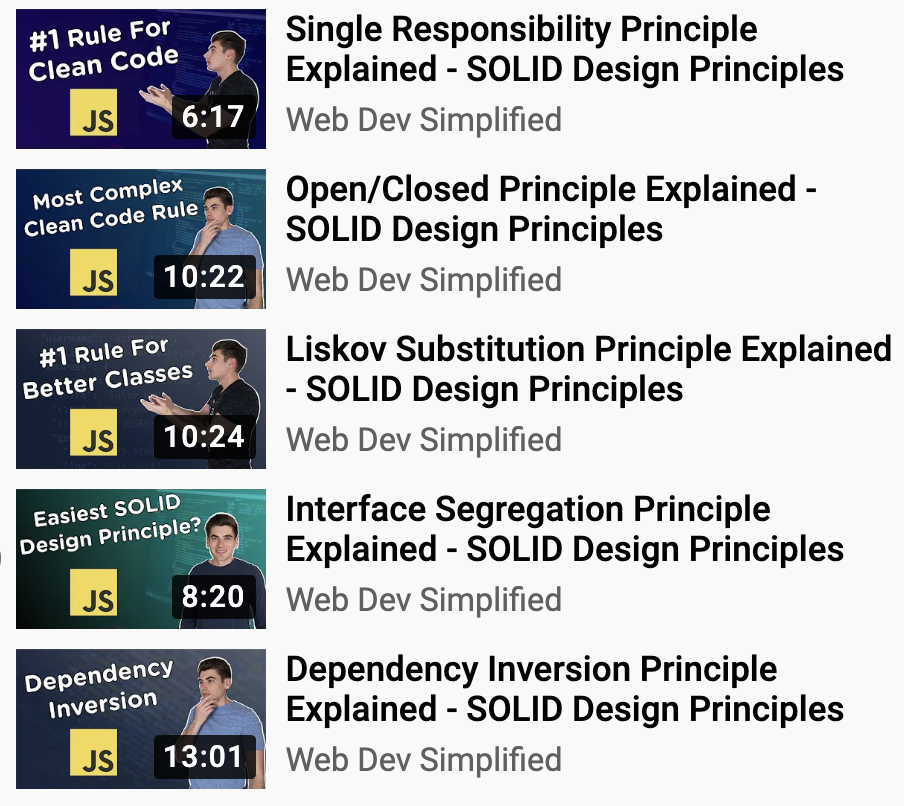 #1 Rule For
Clean Code
JS
6:17
Single Responsibility Principle
Explained - SOLID Design Principles
Web Dev Simplified
Most Complex
Clean Code Rule
JS
10:22
Open/Closed Principle Explained -
SOLID Design Principles
Web Dev Simplified
#1 Rule For
Better Classes
JS
10:24
Liskov Substitution Principle Explained
- SOLID Design Principles
Web Dev Simplified
Easiest SOLID
Design Principle?
JS
8:20
Interface Segregation Principle
Explained - SOLID Design Principles
Web Dev Simplified
Dependency
Inversion
JS
13:01
Dependency Inversion Principle
Explained - SOLID Design Principles
Web Dev Simplified